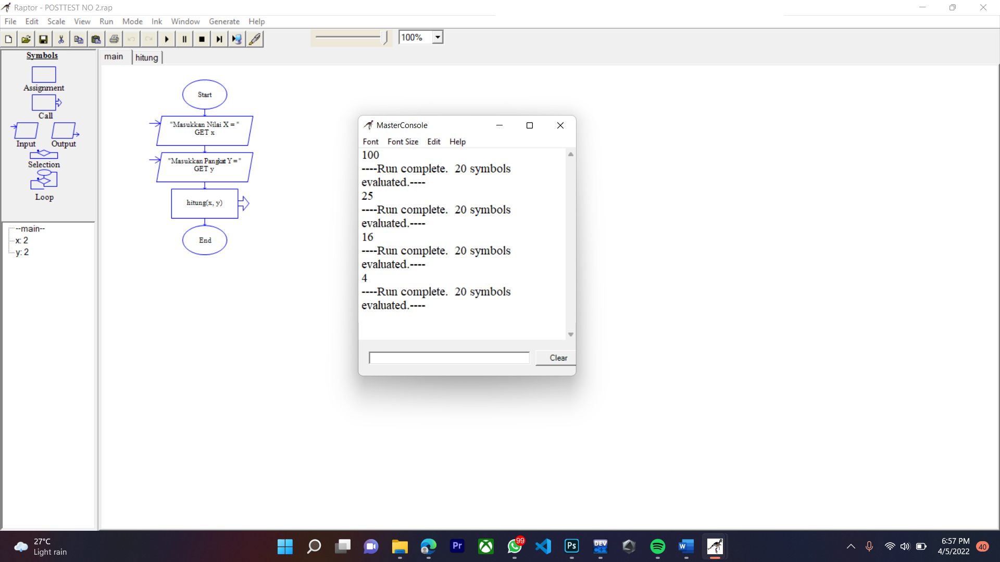 Raptor - POSTTEST NO 2.rap
File Edit Scale View Run Mode Ink Window Generate Help
100%
Symbols
Assignment
Call
Input Output
Selection
Loop
--main--
x: 2
y: 2
main hitung
Start
"Masukkan Nilai X = "
GET x
"Masukkan Pangkat Y = "
GET y
hitung(x, y)
End
MasterConsole
Font Font Size Edit Help
100
----Run complete.  20 symbols
evaluated.----
25
----Run complete.  20 symbols
evaluated.----
16
----Run complete.  20 symbols
evaluated.----
4
----Run complete.  20 symbols
evaluated.----
Clear
27°C
Light rain
Pr
99
Ps
DEV
C++
W
6:57 PM
4/5/2022
40